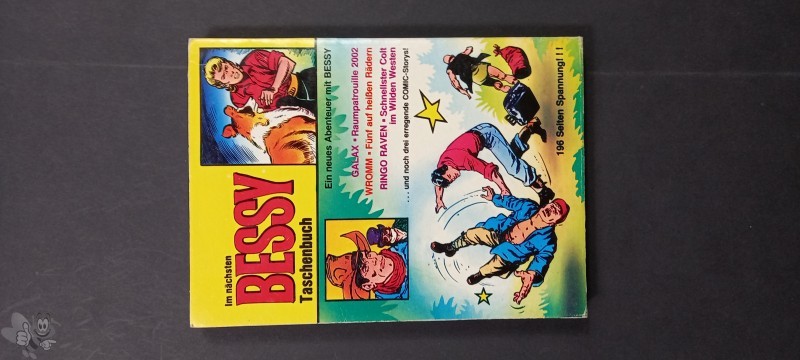 Im nächsten
BESSY
Taschenbuch
Ein neues Abenteuer mit BESSY
GALAX · Raumpatrouille 2002
WROMM · Fünf auf heißen Rädern
RINGO RAVEN · Schnellster Colt
im Wilden Westen
... und noch drei erregende COMIC-Storys!
196 Seiten Spannung!!!